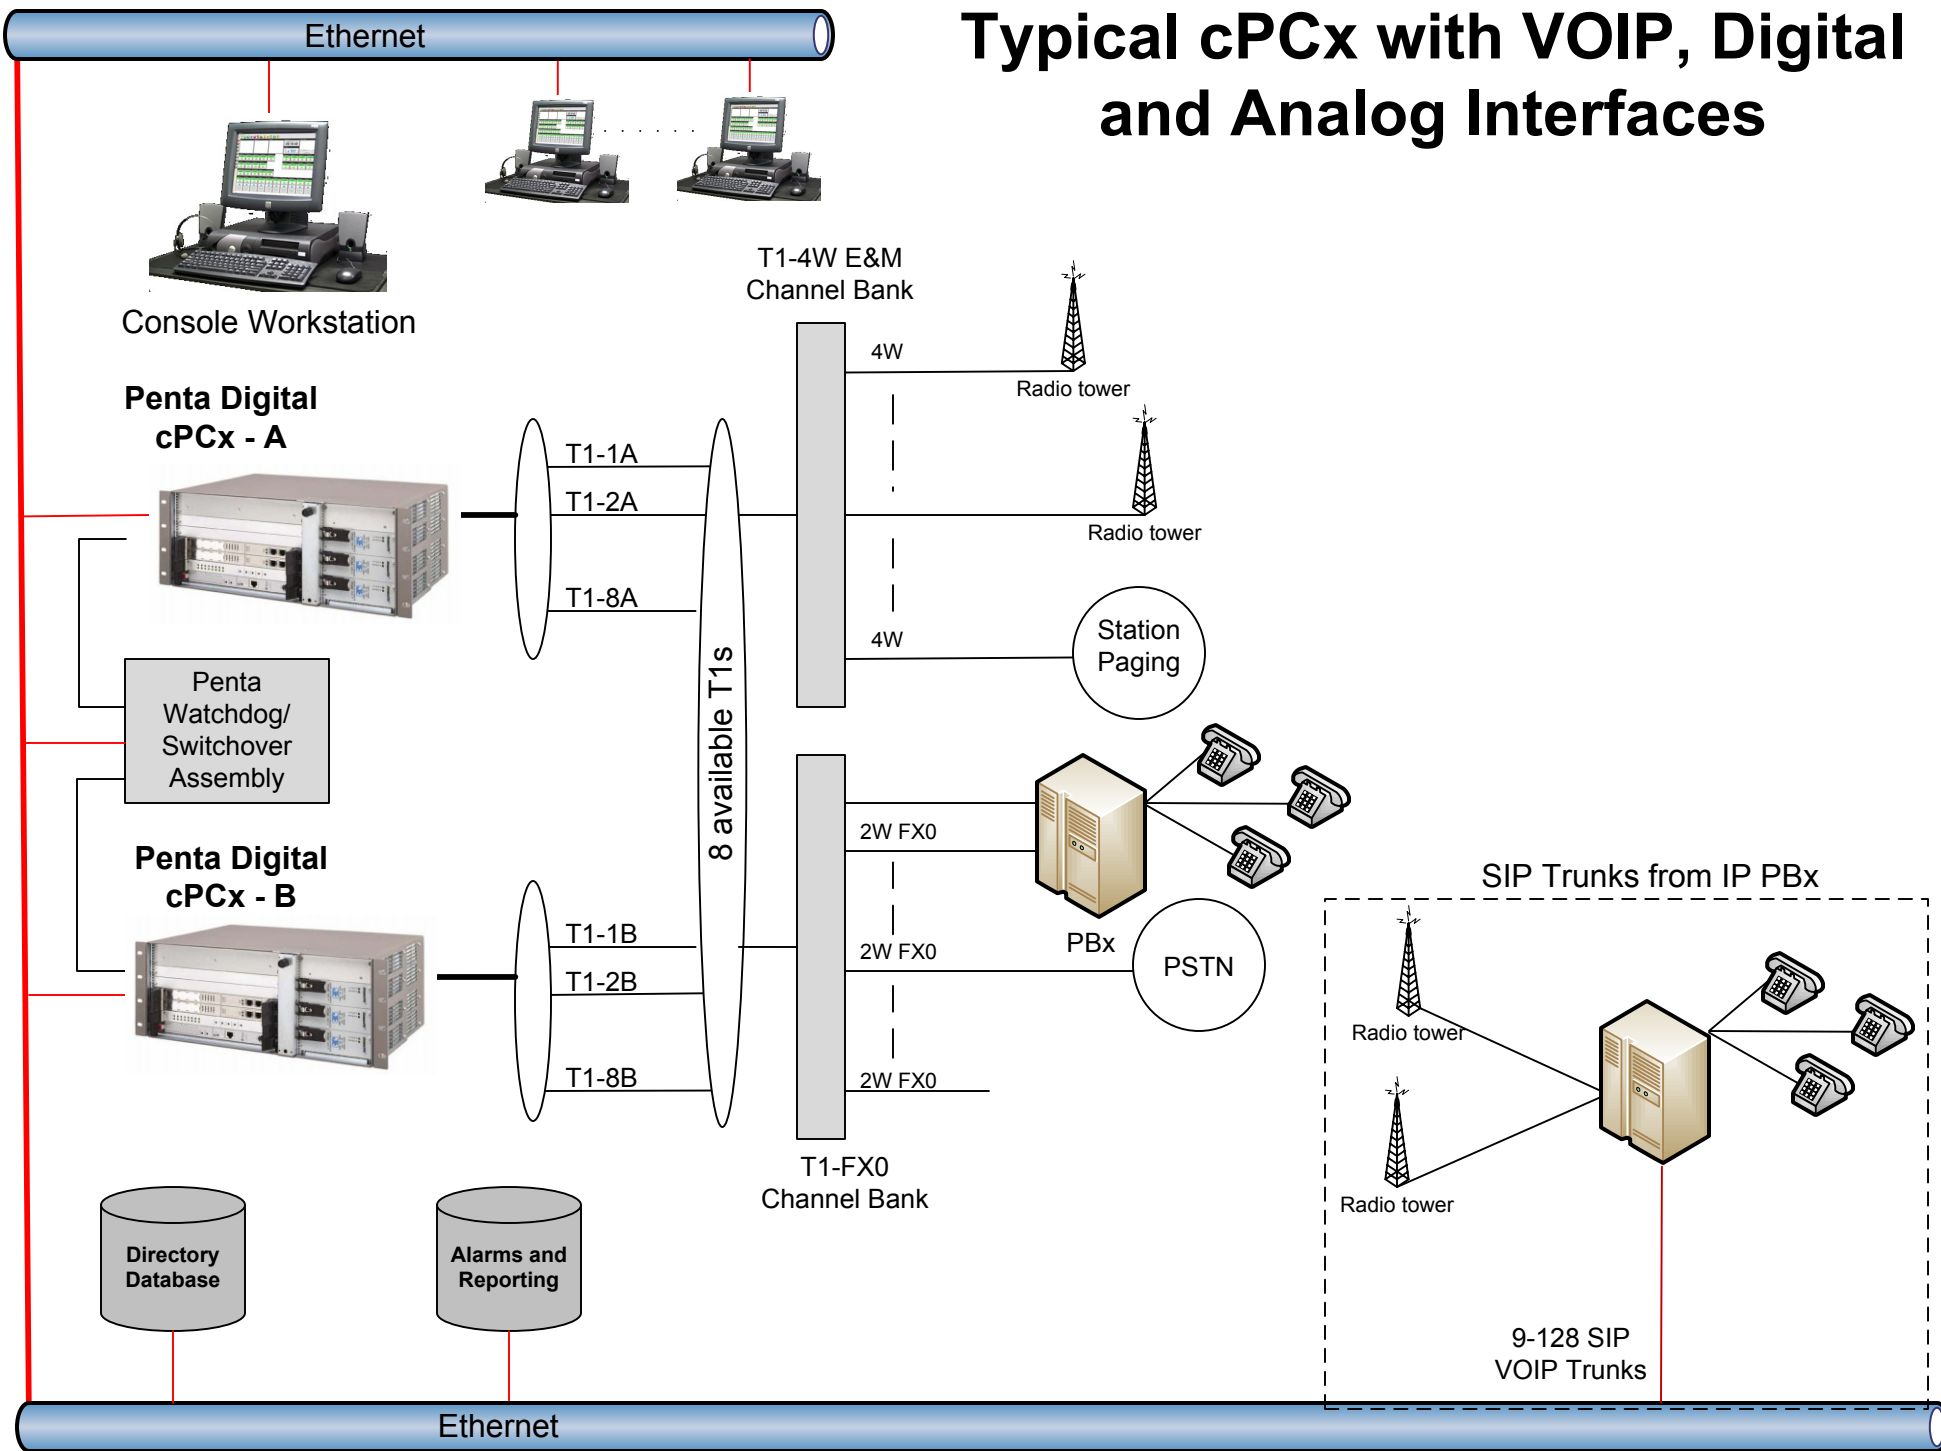 Ethernet
Typical cPCx with VOIP, Digital
and Analog Interfaces
Console Workstation
T1-4W E&M
Channel Bank
4W
Radio tower
Penta Digital
cPCx - A
T1-1A
T1-2A
T1-8A
Radio tower
4W
Station
Paging
Penta
Watchdog/
Switchover
Assembly
8 available T1s
2W FX0
PBx
Penta Digital
cPCx - B
T1-1B
T1-2B
T1-8B
2W FX0
PSTN
2W FX0
T1-FX0
Channel Bank
SIP Trunks from IP PBx
Radio tower
Radio tower
9-128 SIP
VOIP Trunks
Directory
Database
Alarms and
Reporting
Ethernet